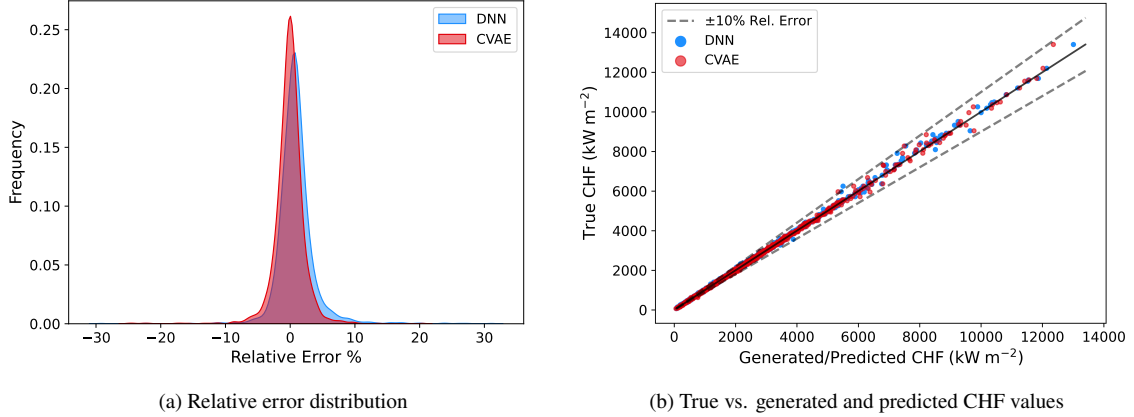 0.25
0.20
0.15
0.10
0.05
0.00
Frequency
DNN
CVAE
−30
−20
−10
0
10
20
30
Relative Error %
(a) Relative error distribution
14000
12000
10000
8000
6000
4000
2000
0
True CHF (kW m−2)
±10% Rel. Error
DNN
CVAE
0
2000
4000
6000
8000
10000
12000
14000
Generated/Predicted CHF (kW m−2)
(b) True vs. generated and predicted CHF values